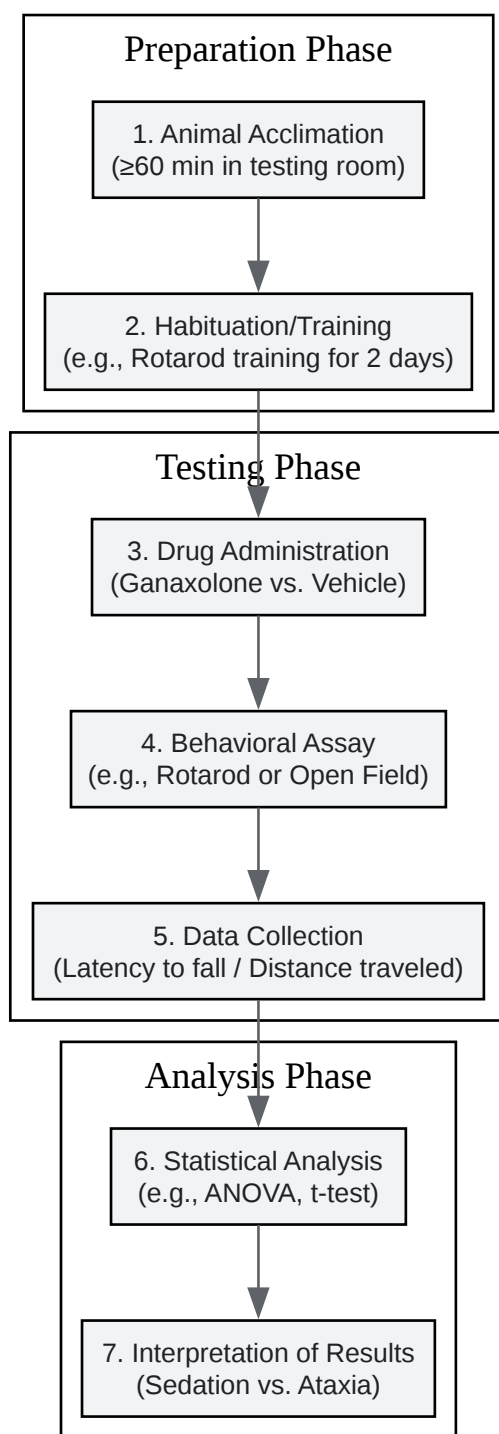 Preparation Phase
1. Animal Acclimation
(≥60 min in testing room)
2. Habituation/Training
(e.g., Rotarod training for 2 days)
Testing Phase
3. Drug Administration
(Ganaxolone vs. Vehicle)
4. Behavioral Assay
(e.g., Rotarod or Open Field)
5. Data Collection
(Latency to fall / Distance traveled)
Analysis Phase
6. Statistical Analysis
(e.g., ANOVA, t-test)
7. Interpretation of Results
(Sedation vs. Ataxia)